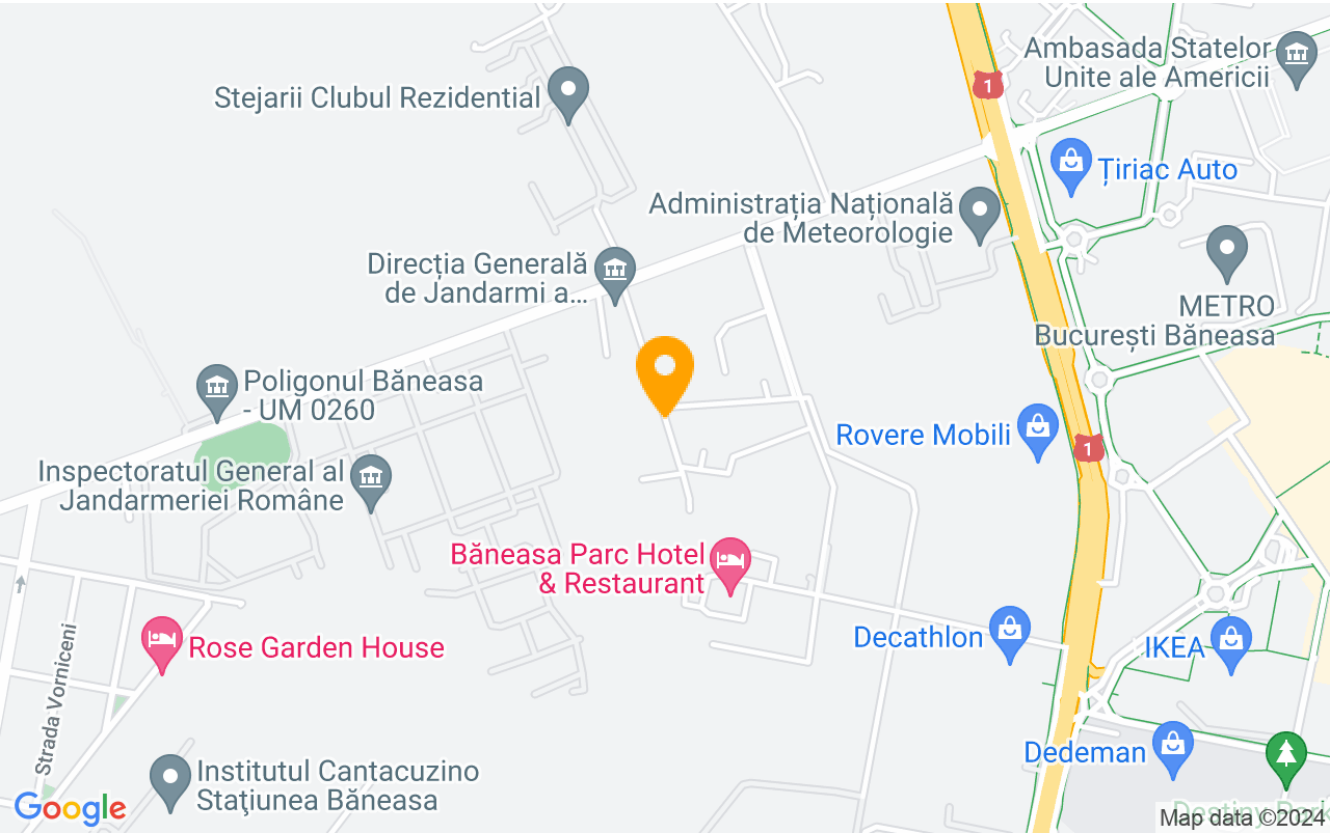 Ambasada Statelor
Unite ale Americii
1
Stejarii Clubul Rezidential
Țiriac Auto
Administrația Națională
de Meteorologie
Direcția Generală
de Jandarmi a...
METRO
București Băneasa
Poligonul Băneasa
- UM 0260
Rovere Mobili
1
Inspectoratul General al
Jandarmeriei Române
Băneasa Parc Hotel
& Restaurant
Decathlon
IKEA
Rose Garden House
Strada Vorniceni
Dedeman
Institutul Cantacuzino
Staţiunea Băneasa
Google
Destiny Park
Map data ©2024